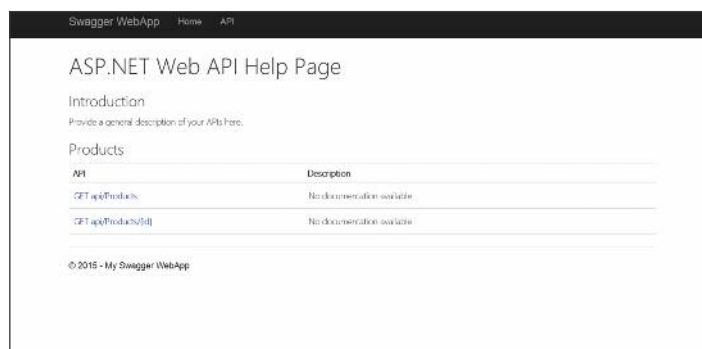 Swagger WebApp Home API
ASP.NET Web API Help Page
Introduction
Provide a general description of your APIs here.
Products
API Description
GET api/Products No documentation available
GET api/Products/{id} No documentation available
© 2015 - My Swagger WebApp